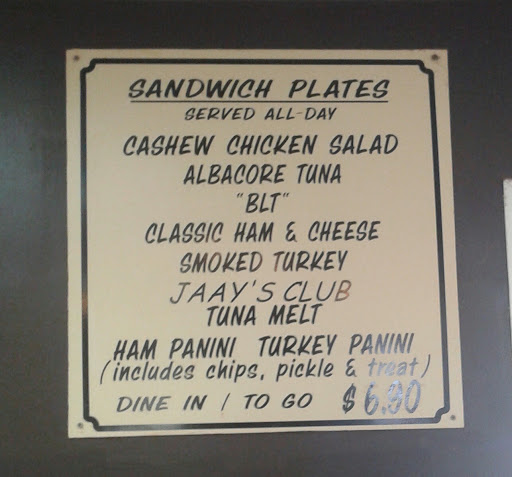 SANDWICH PLATES
SERVED ALL-DAY
CASHEW CHICKEN SALAD
ALBACORE TUNA
"BLT"
CLASSIC HAM & CHEESE
SMOKED TURKEY
JAAY'S CLUB
TUNA MELT
HAM PANINI TURKEY PANINI
(includes chips, pickle & treat)
DINE IN / TO GO $6.30